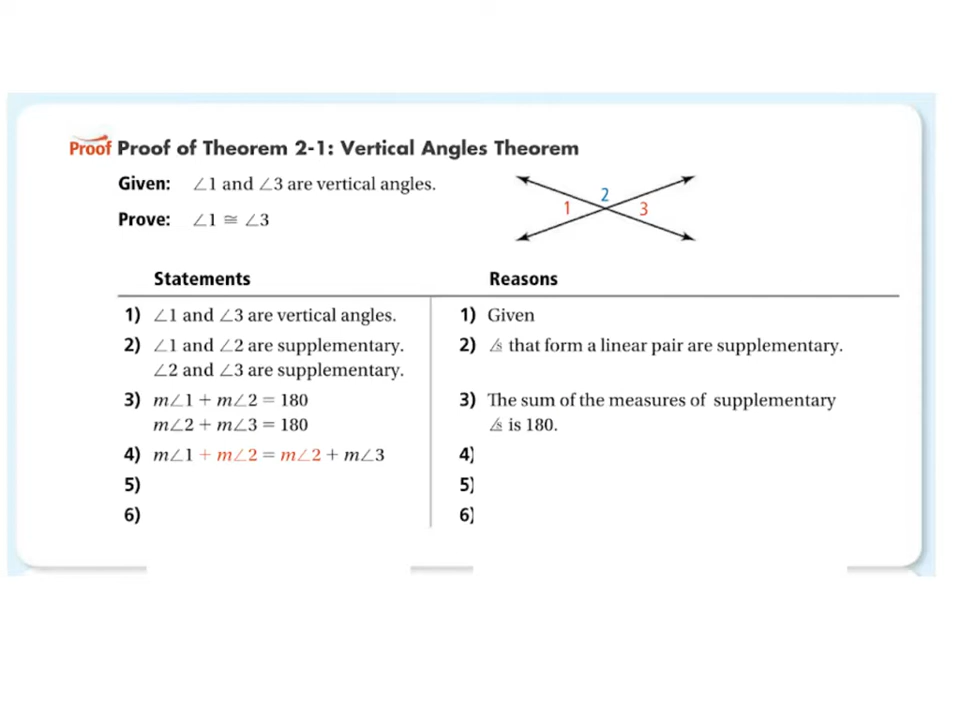 Proof Proof of Theorem 2-1: Vertical Angles Theorem
Given: ∠1 and ∠3 are vertical angles.
Prove: ∠1 ≅ ∠3
2
1 3
Statements Reasons
1) ∠1 and ∠3 are vertical angles. 1) Given
2) ∠1 and ∠2 are supplementary. 2) ∠s that form a linear pair are supplementary.
∠2 and ∠3 are supplementary.
3) m∠1 + m∠2 = 180 3) The sum of the measures of supplementary
m∠2 + m∠3 = 180 ∠s is 180.
4) m∠1 + m∠2 = m∠2 + m∠3 4)
5) 5)
6) 6)